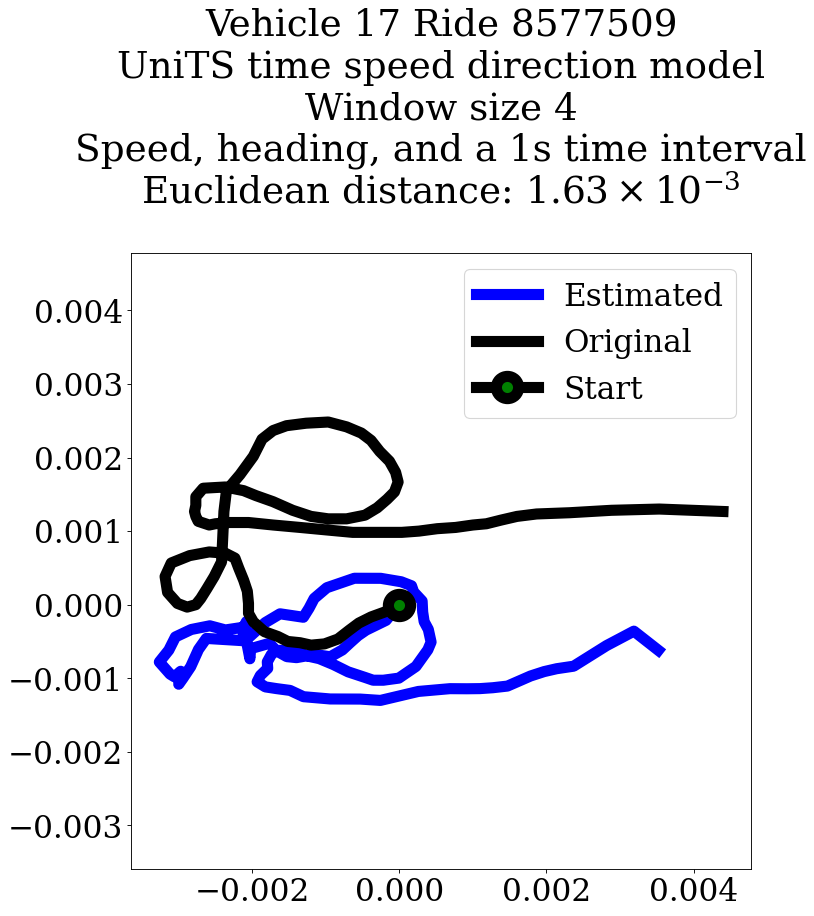 Vehicle 17 Ride 8577509
UniTS time speed direction model
Window size 4
Speed, heading, and a 1s time interval
Euclidean distance: 1.63 × 10⁻³
Estimated
Original
Start
0.004
0.003
0.002
0.001
0.000
−0.001
−0.002
−0.003
−0.002 0.000 0.002 0.004